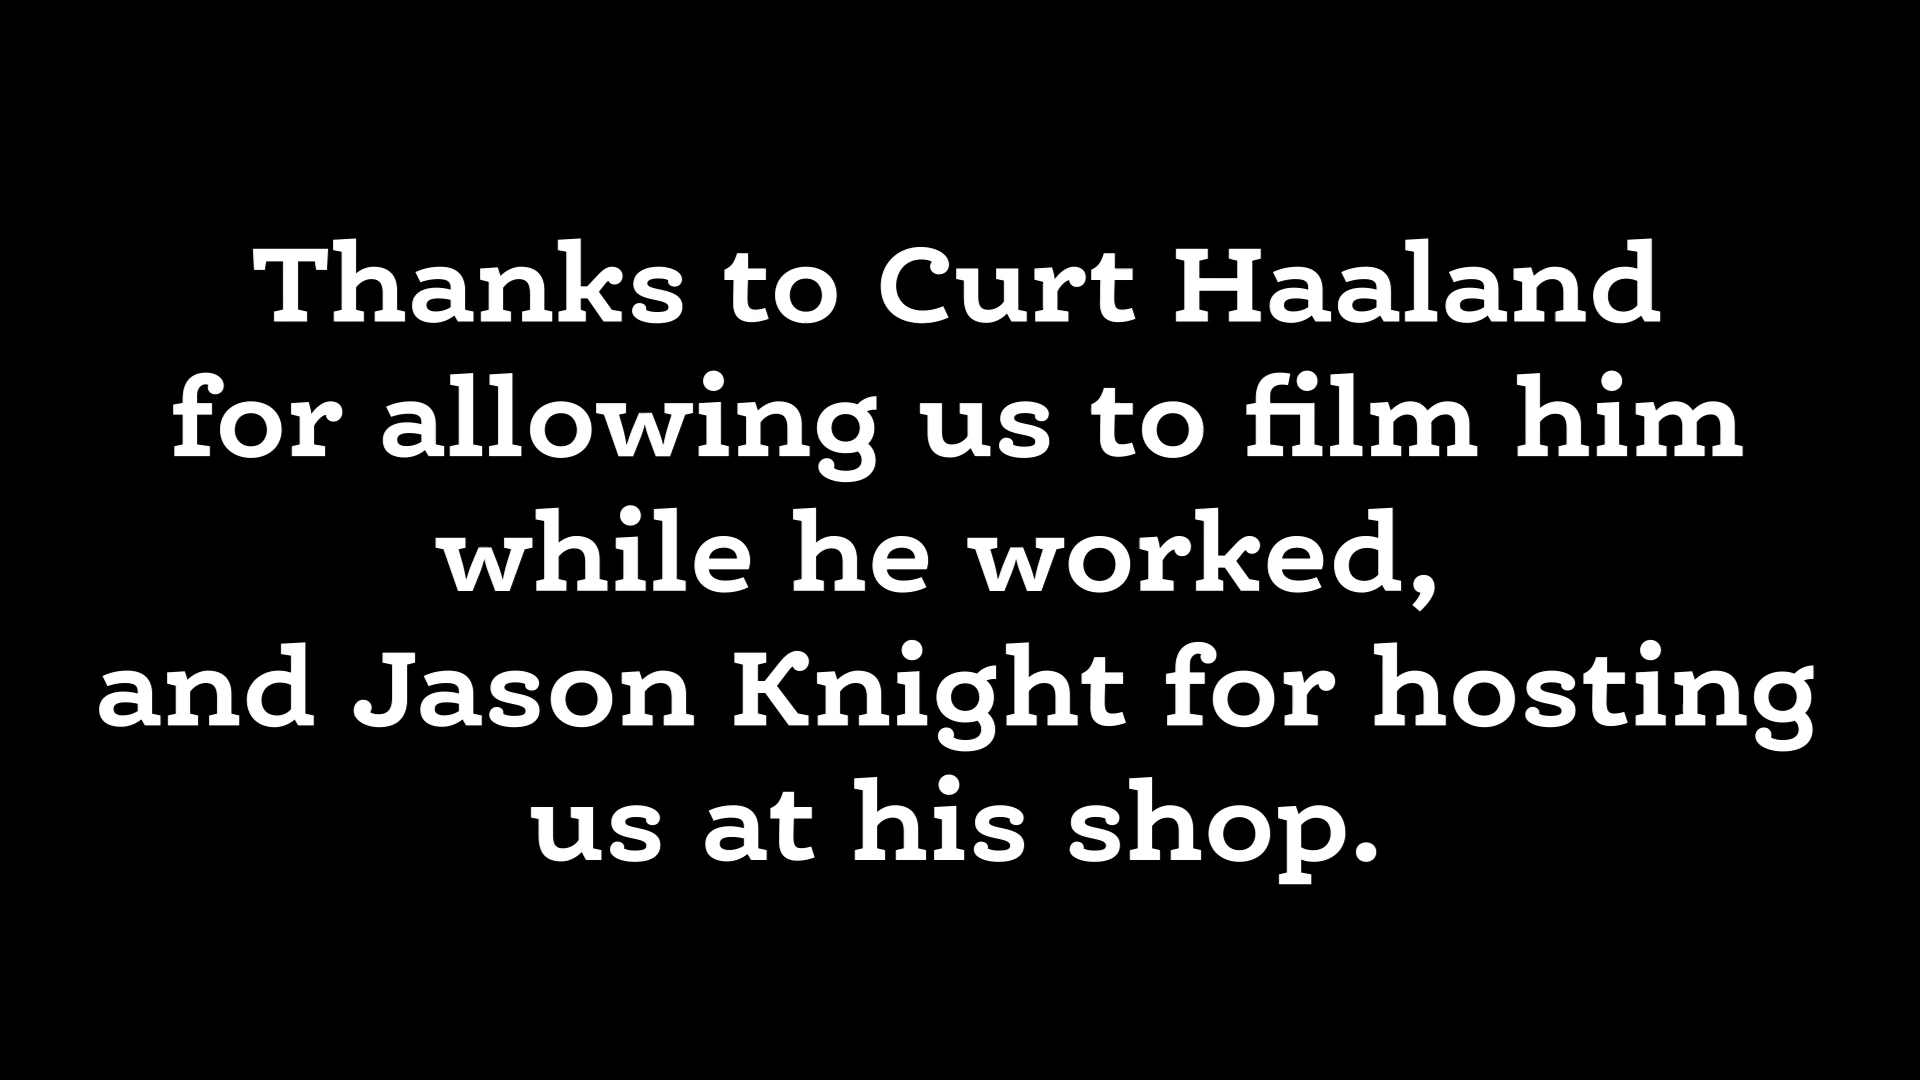 Thanks to Curt Haaland
for allowing us to film him
while he worked,
and Jason Knight for hosting
us at his shop.